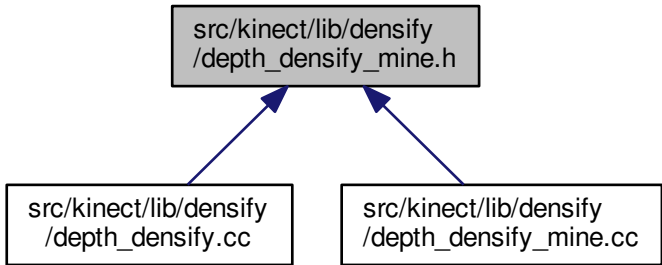 src/kinect/lib/densify
/depth_densify_mine.h
src/kinect/lib/densify
/depth_densify.cc
src/kinect/lib/densify
/depth_densify_mine.cc